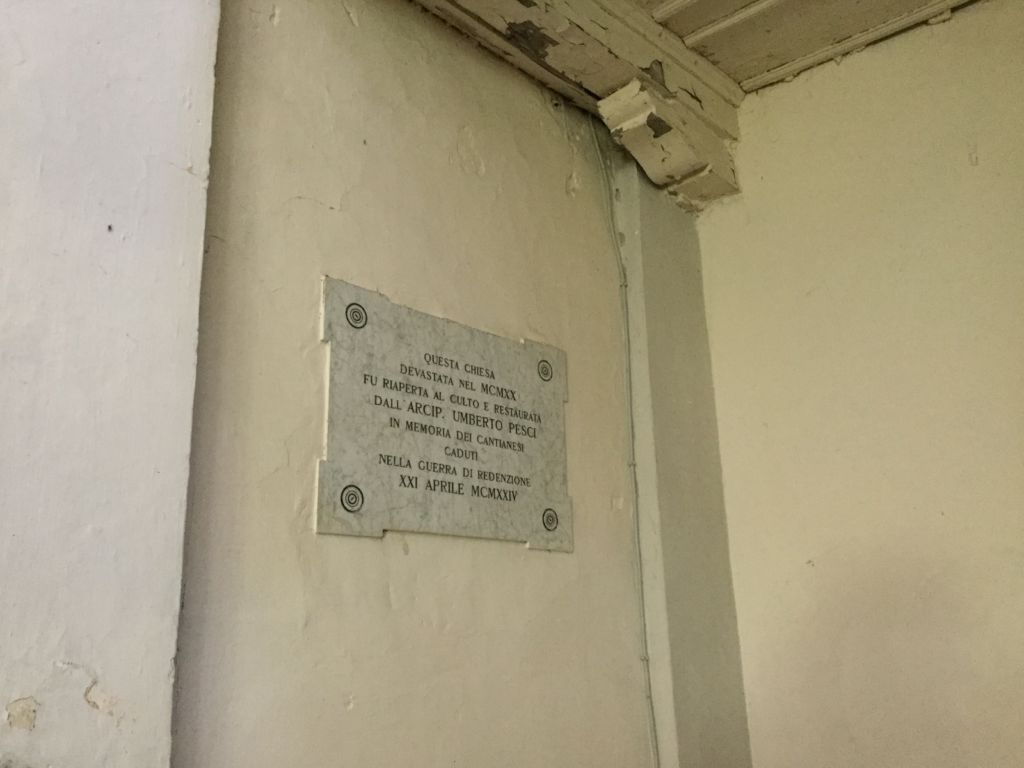 QUESTA CHIESA
DEVASTATA NEL MCMXX
FU RIAPERTA AL CULTO E RESTAURATA
DALL'ARCIP. UMBERTO PESCI
IN MEMORIA DEI CANTIANESI
CADUTI
NELLA GUERRA DI REDENZIONE
XXI APRILE MCMXXIV